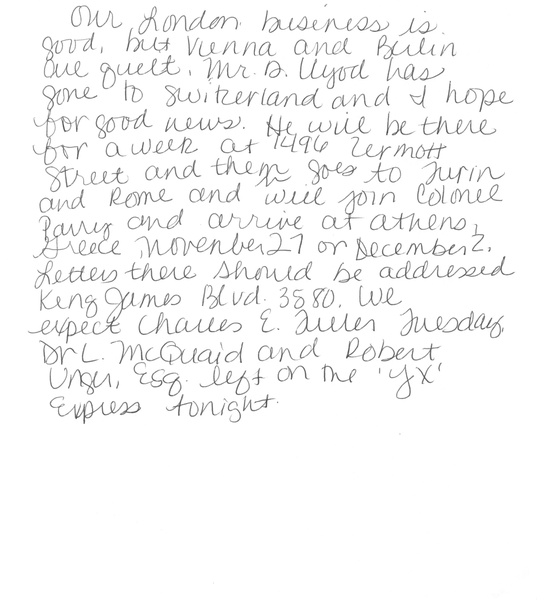 Our London business is
good, but Vienna and Berlin
are quiet. Mr. D. Llyod has
gone to Switzerland and I hope
for good news. He will be there
for a week at 1496 Zermott
Street and then goes to Turin
and Rome and will join Colonel
Parry and arrive at athens,
Greece, November 27 or December 2.
Letters there should be addressed
King James Blvd. 3580. We
expect Charles E. Fuller Tuesday.
Dr L. McQuaid and Robert
Unger, Esq. left on the 'YX'
Express tonight.